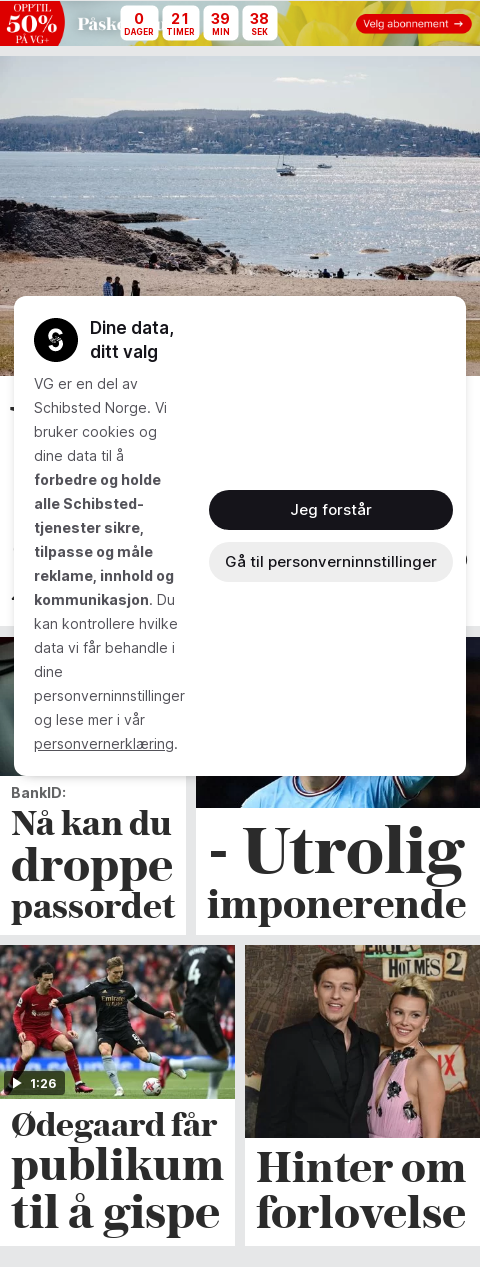 OPPTIL
50%
PÅ VG+
0
DAGER
21
TIMER
39
MIN
38
SEK
Velg abonnement →
Dine data,
ditt valg
VG er en del av
Schibsted Norge. Vi
bruker cookies og
dine data til å
forbedre og holde
alle Schibsted-
tjenester sikre,
tilpasse og måle
reklame, innhold og
kommunikasjon. Du
kan kontrollere hvilke
data vi får behandle i
dine
personverninnstillinger
og lese mer i vår
personvernerklæring.
Jeg forstår
Gå til personverninnstillinger
BankID:
Nå kan du
droppe
passordet
- Utrolig
imponerende
4
1:26
Ødegaard får
publikum
til å gispe
HOLMES 2
Hinter om
forlovelse